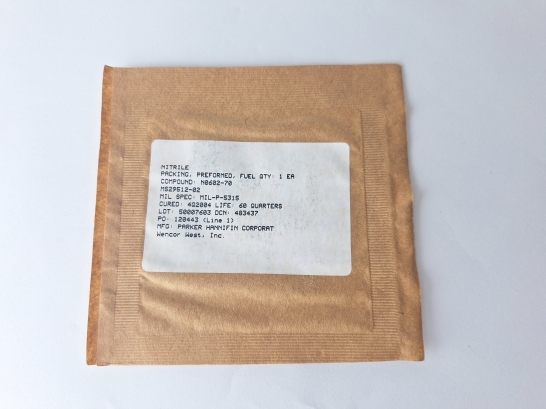 NITRILE
PACKING, PREFORMED, FUEL QTY: 1 EA
COMPOUND: N0602-70
MS29512-02
MIL SPEC: MIL-P-5315
CURED: 4Q2004 LIFE: 60 QUARTERS
LOT: 50007603 DCN: 483437
PO: 120443 (Line 1)
MFG: PARKER HANNIFIN CORPORAT
Wencor West, Inc.